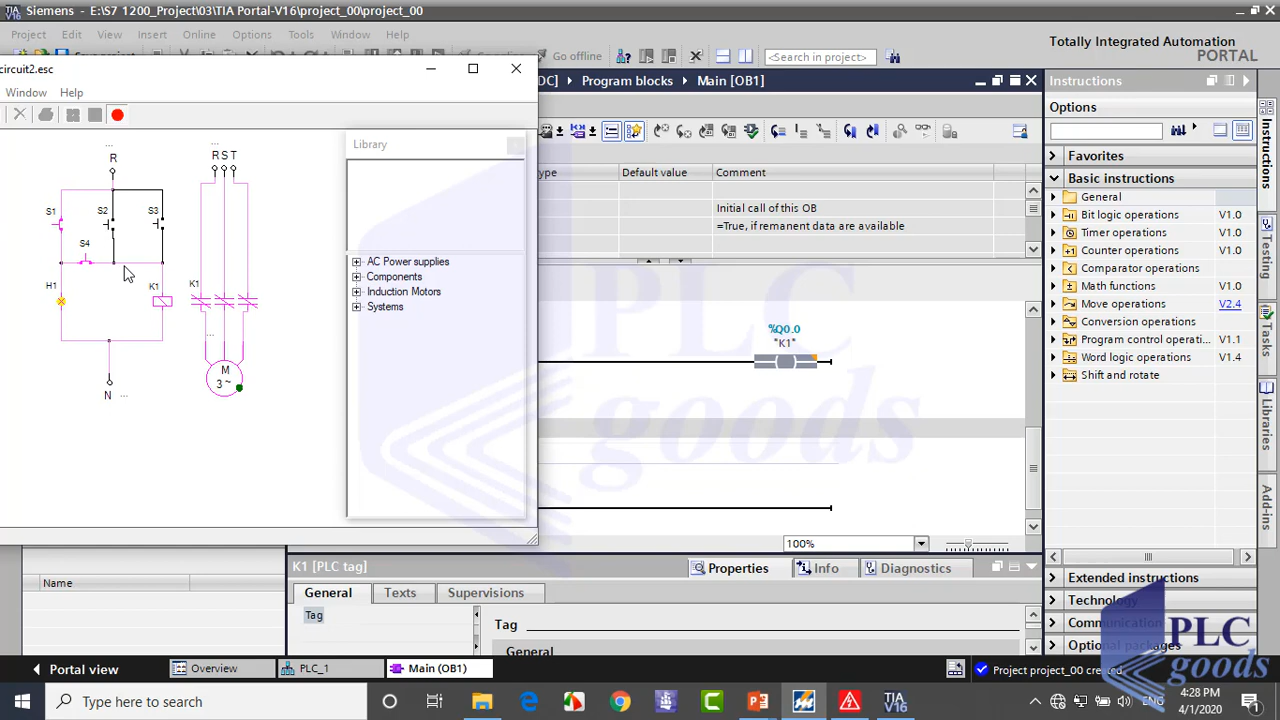 Siemens - E:\S7 1200_Project\03\TIA Portal-V16\project_00\project_00
Project Edit View Insert Online Options Tools Window Help
Totally Integrated Automation
PORTAL
Go offline
<Search in project>
circuit2.esc
Window Help
Program blocks Main [OB1]
Instructions
Options
Library
AC Power supplies
Components
Induction Motors
Systems
... R
... R S T
S1 S2 S3
S4
H1 K1 K1
...
M
3 ~
N ...
Default value Comment
Initial call of this OB
=True, if remanent data are available
%Q0.0
"K1"
100%
Favorites
Basic instructions
General
Bit logic operations V1.0
Timer operations V1.0
Counter operations V1.0
Comparator operations
Math functions
Move operations V2.4
Conversion operations
Program control operati... V1.1
Word logic operations V1.4
Shift and rotate
Extended instructions
Technology
Optional packages
Instructions
Testing
Tasks
Libraries
Add-ins
PLC
goods
Name
K1 [PLC tag]
Properties Info Diagnostics
General Texts Supervisions
Tag
Tag
General
Portal view Overview PLC_1 Main (OB1)
Project project_00 created.
PLC
goods
Type here to search
TIA
V16
ENG
4:28 PM
4/1/2020